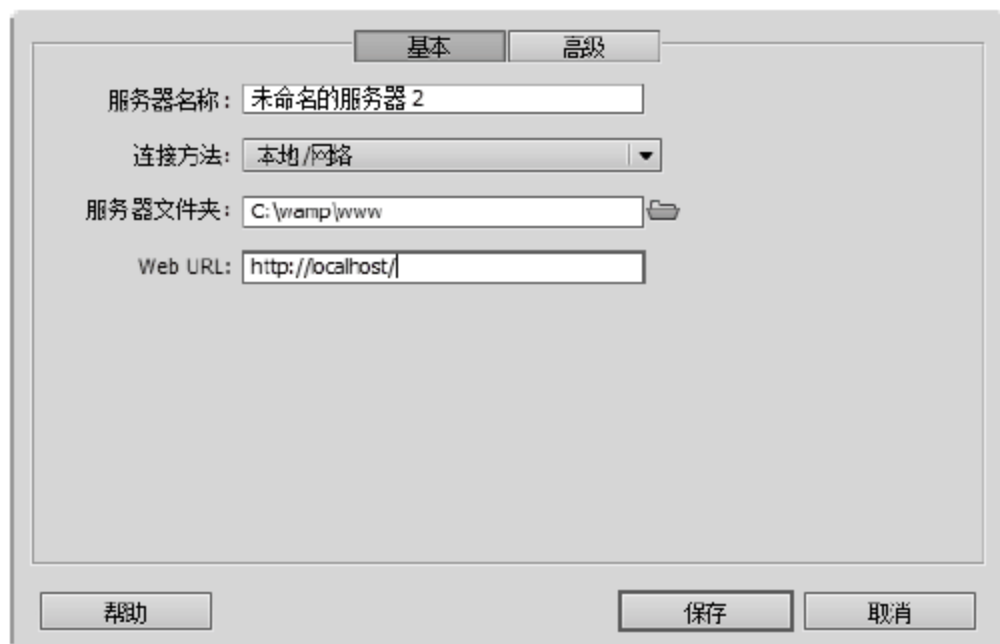 基本 高级
服务器名称: 未命名的服务器 2
连接方法: 本地/网络
服务器文件夹: C:\wamp\www
Web URL: http://localhost/
帮助 保存 取消